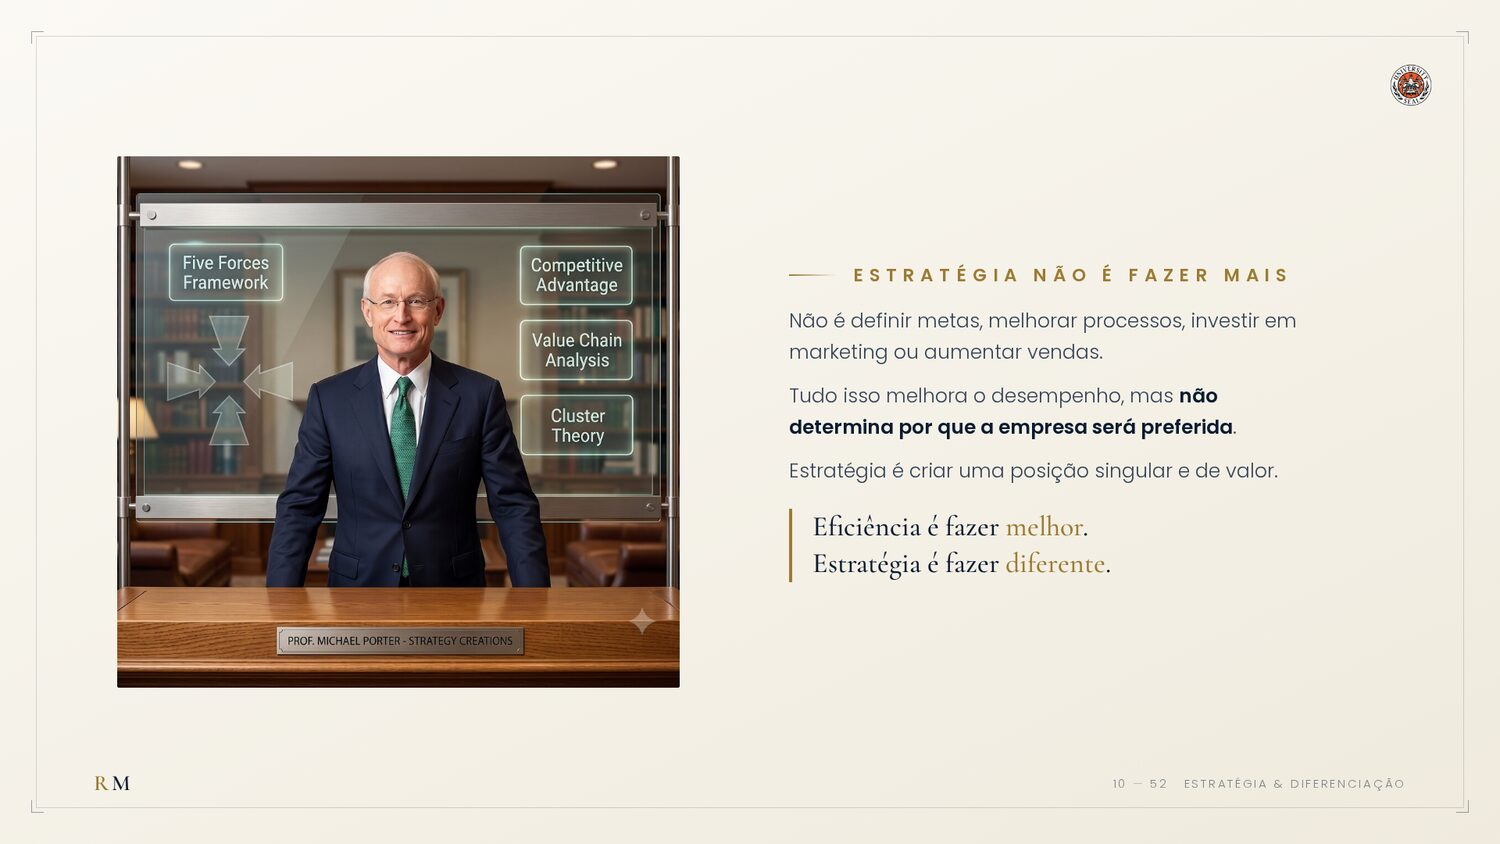 UNIVERSITY
SEAL
Five Forces
Framework
Competitive
Advantage
Value Chain
Analysis
Cluster
Theory
PROF. MICHAEL PORTER - STRATEGY CREATIONS
ESTRATÉGIA NÃO É FAZER MAIS
Não é definir metas, melhorar processos, investir em
marketing ou aumentar vendas.
Tudo isso melhora o desempenho, mas não
determina por que a empresa será preferida.
Estratégia é criar uma posição singular e de valor.
Eficiência é fazer melhor.
Estratégia é fazer diferente.
RM
10 — 52 ESTRATÉGIA & DIFERENCIAÇÃO